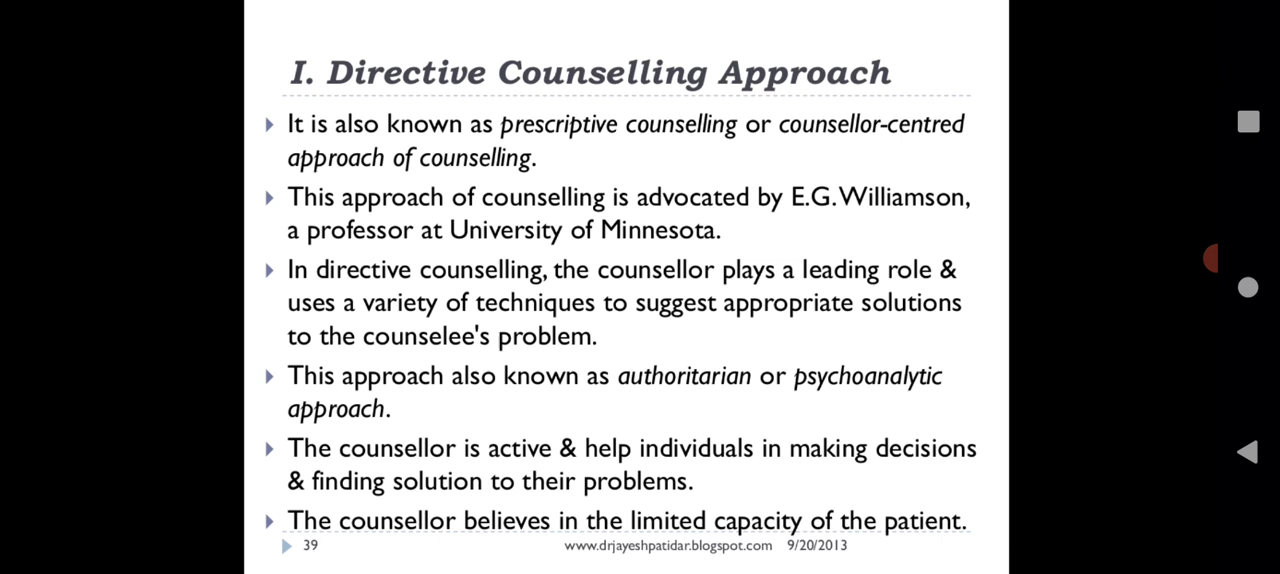 I. Directive Counselling Approach
It is also known as prescriptive counselling or counsellor-centred
approach of counselling.
This approach of counselling is advocated by E.G. Williamson,
a professor at University of Minnesota.
In directive counselling, the counsellor plays a leading role &
uses a variety of techniques to suggest appropriate solutions
to the counselee's problem.
This approach also known as authoritarian or psychoanalytic
approach.
The counsellor is active & help individuals in making decisions
& finding solution to their problems.
The counsellor believes in the limited capacity of the patient.
39 www.drjayeshpatidar.blogspot.com 9/20/2013